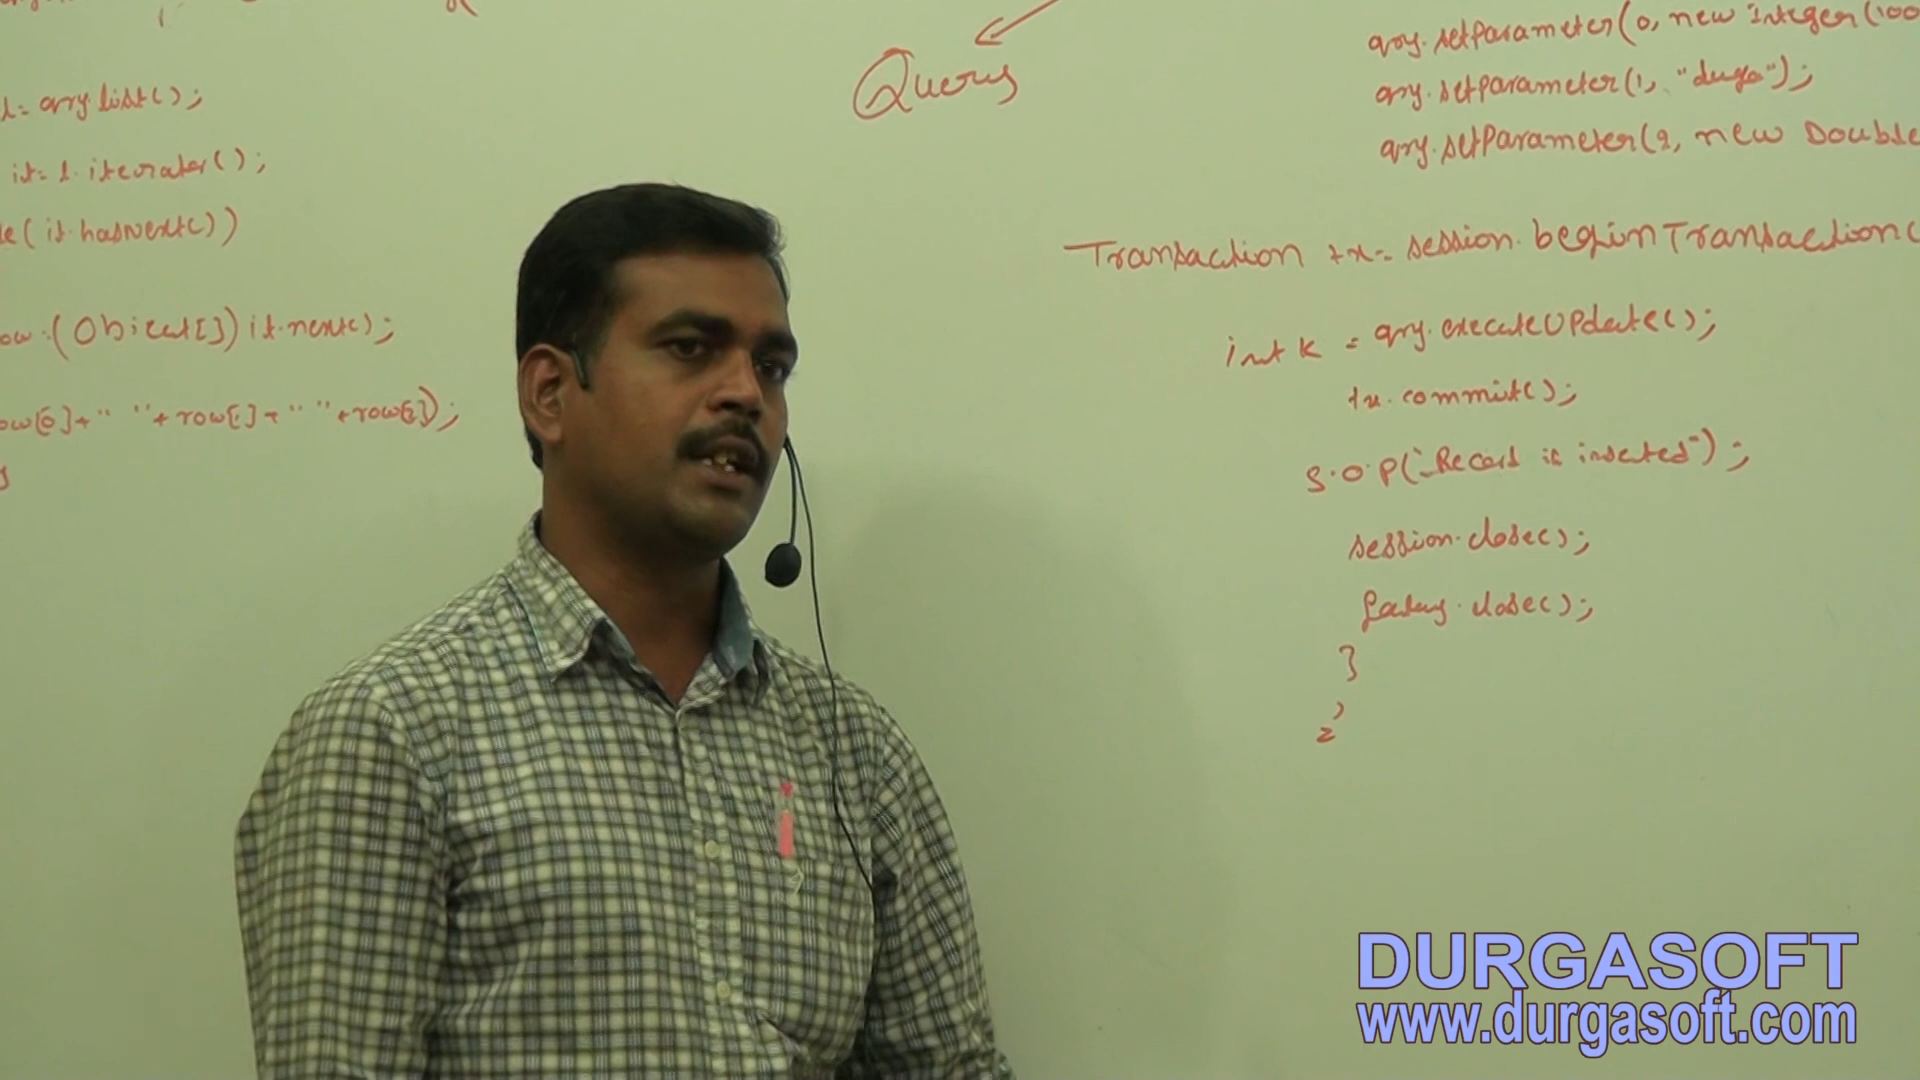 = qry.list();
it = l.iterator();
(it.hasNext())
(Object[])it.next();
[0]+" "+row[1]+" "+row[2]);
Query
qry.setParameter(0, new Integer(100
qry.setParameter(1, "durga");
qry.setParameter(2, new Double
Transaction tx = session.beginTransaction(
int k = qry.executeUpdate();
tx.commit();
S.O.P("Record is inserted");
session.close();
factory.close();
}
DURGASOFT
www.durgasoft.com